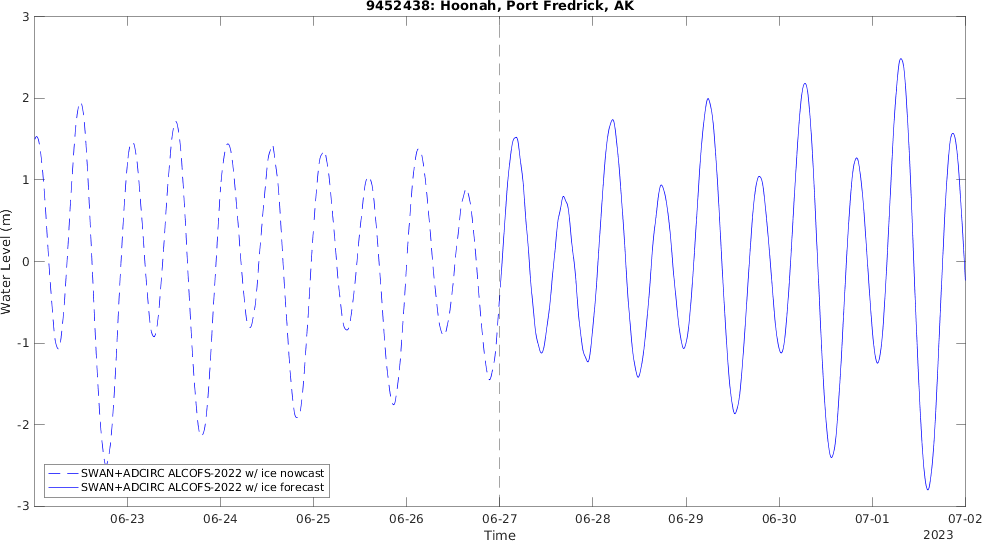 9452438: Hoonah, Port Fredrick, AK
3
2
1
0
-1
-2
-3
Water Level (m)
SWAN+ADCIRC ALCOFS-2022 w/ ice nowcast
SWAN+ADCIRC ALCOFS-2022 w/ ice forecast
06-23 06-24 06-25 06-26 06-27 06-28 06-29 06-30 07-01 07-02
Time 2023